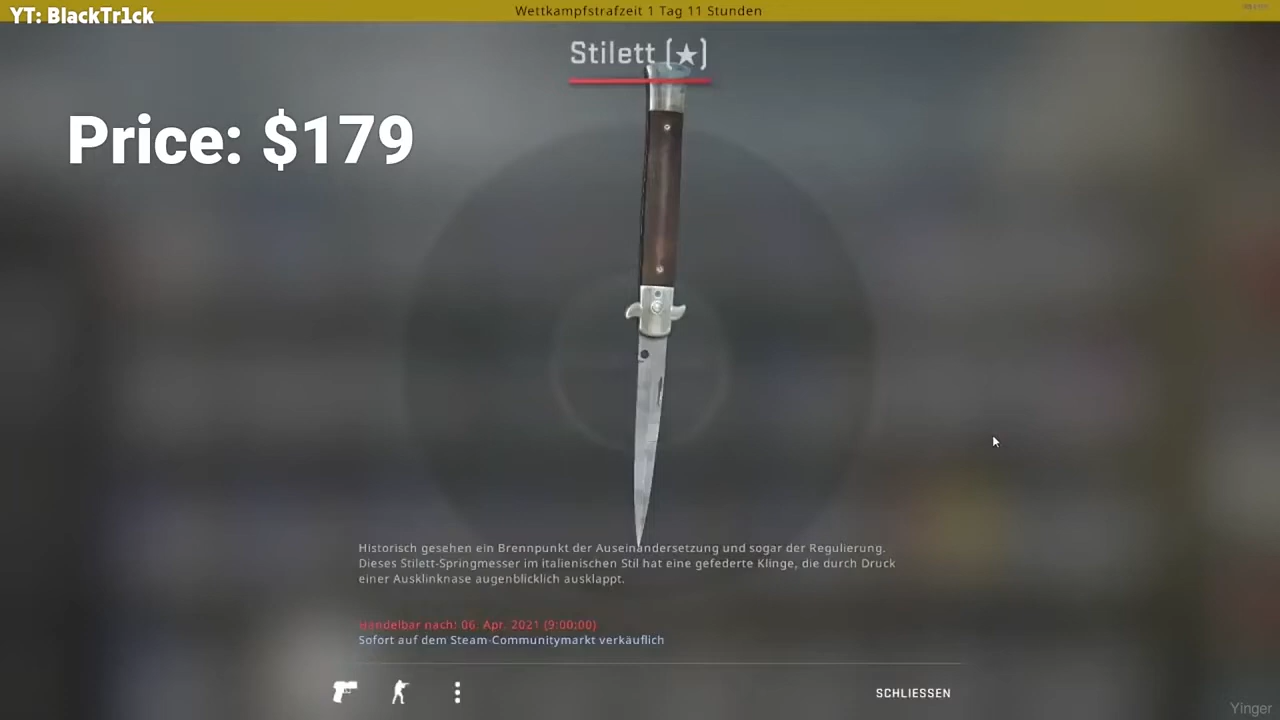 YT: BlackTr1ck
Wettkampfstrafzeit 1 Tag 11 Stunden
Stilett (★)
Price: $179
Historisch gesehen ein Brennpunkt der Auseinandersetzung und sogar der Regulierung.
Dieses Stilett-Springmesser im italienischen Stil hat eine gefederte Klinge, die durch Druck
einer Ausklinknase augenblicklich ausklappt.
Handelbar nach: 06. Apr. 2021 (9:00:00)
Sofort auf dem Steam-Communitymarkt verkäuflich
SCHLIESSEN
Yinger